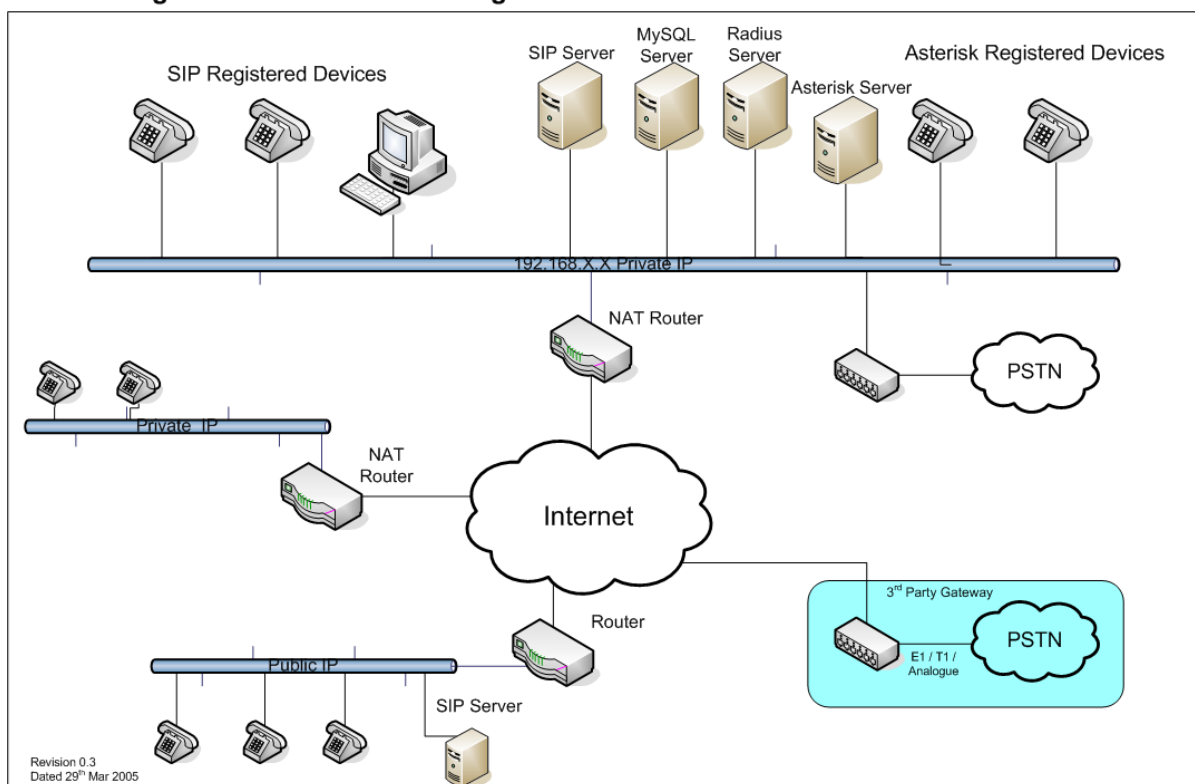 SIP Registered Devices
SIP Server
MySQL
Server
Radius
Server
Asterisk Server
Asterisk Registered Devices
192.168.X.X Private IP
NAT Router
PSTN
Private IP
NAT
Router
Internet
3rd Party Gateway
PSTN
E1 / T1 /
Analogue
Router
Public IP
SIP Server
Revision 0.3
Dated 29th Mar 2005